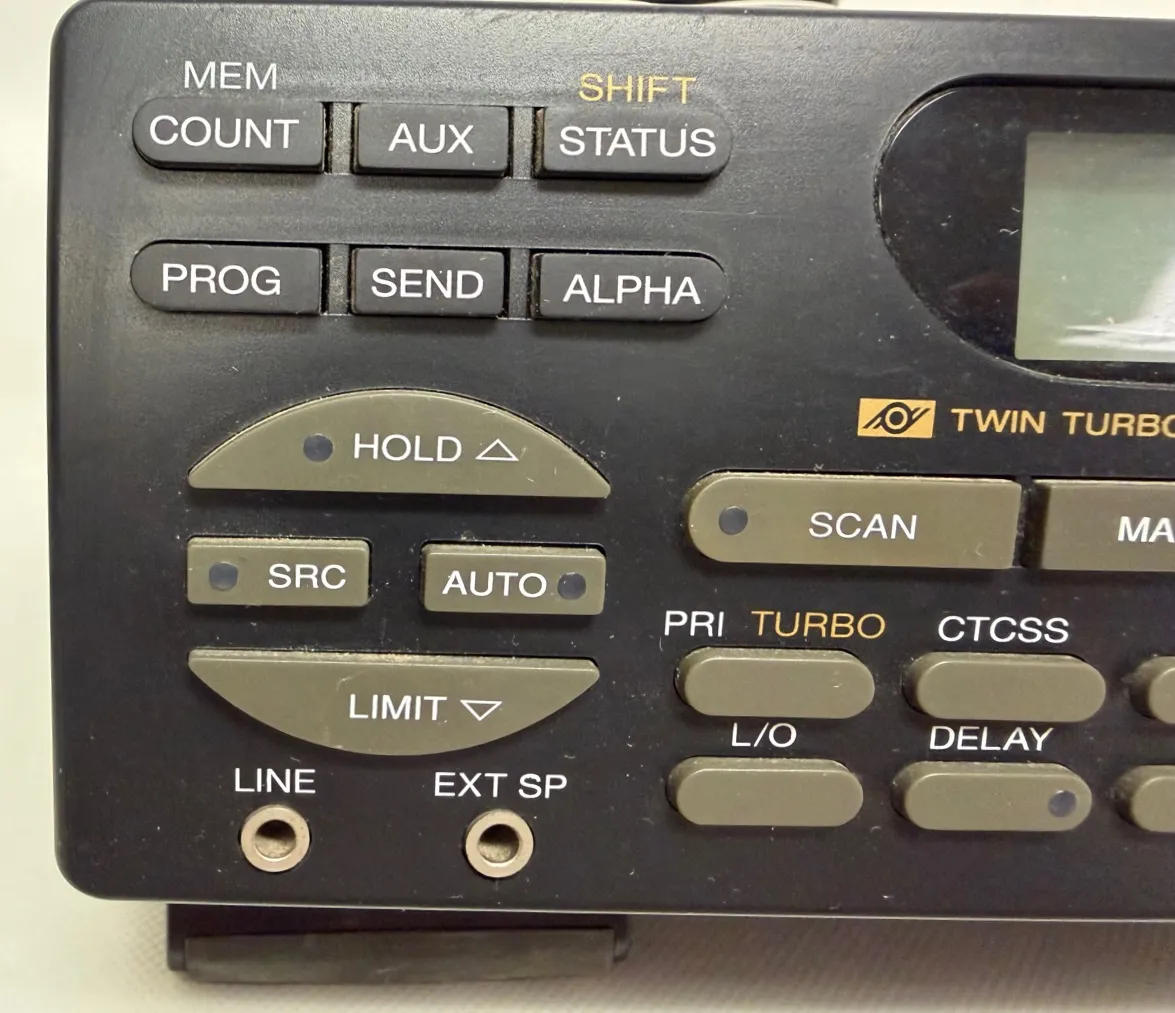 MEM
SHIFT
COUNT AUX STATUS
PROG SEND ALPHA
HOLD △
TWIN TURBO
SCAN MA
SRC AUTO
PRI TURBO CTCSS
LIMIT ▽
L/O DELAY
LINE EXT SP